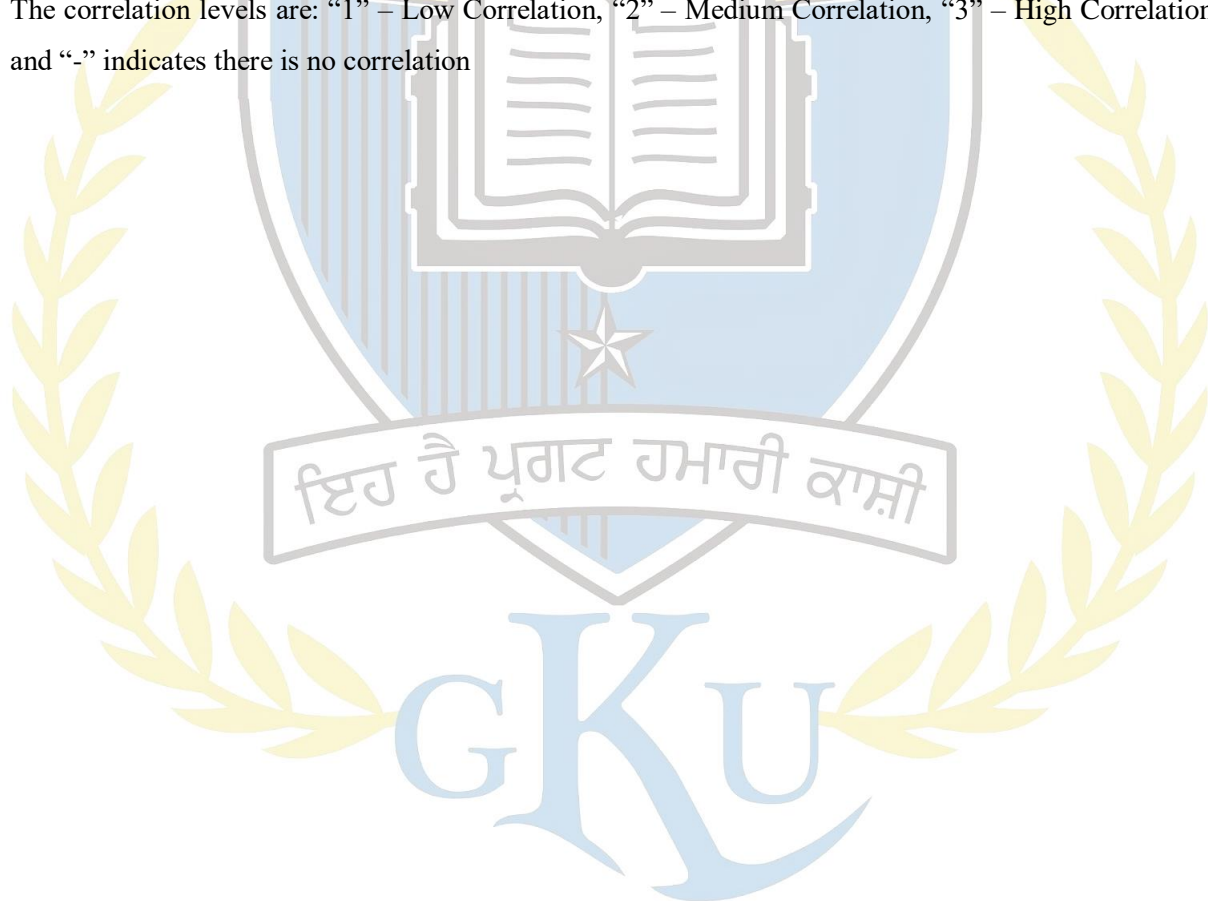 The correlation levels are: “1” – Low Correlation, “2” – Medium Correlation, “3” – High Correlation
and “-” indicates there is no correlation
ਇਹ ਹੈ ਪ੍ਰਗਟ ਹਮਾਰੀ ਕਾਸ਼ੀ
GKU